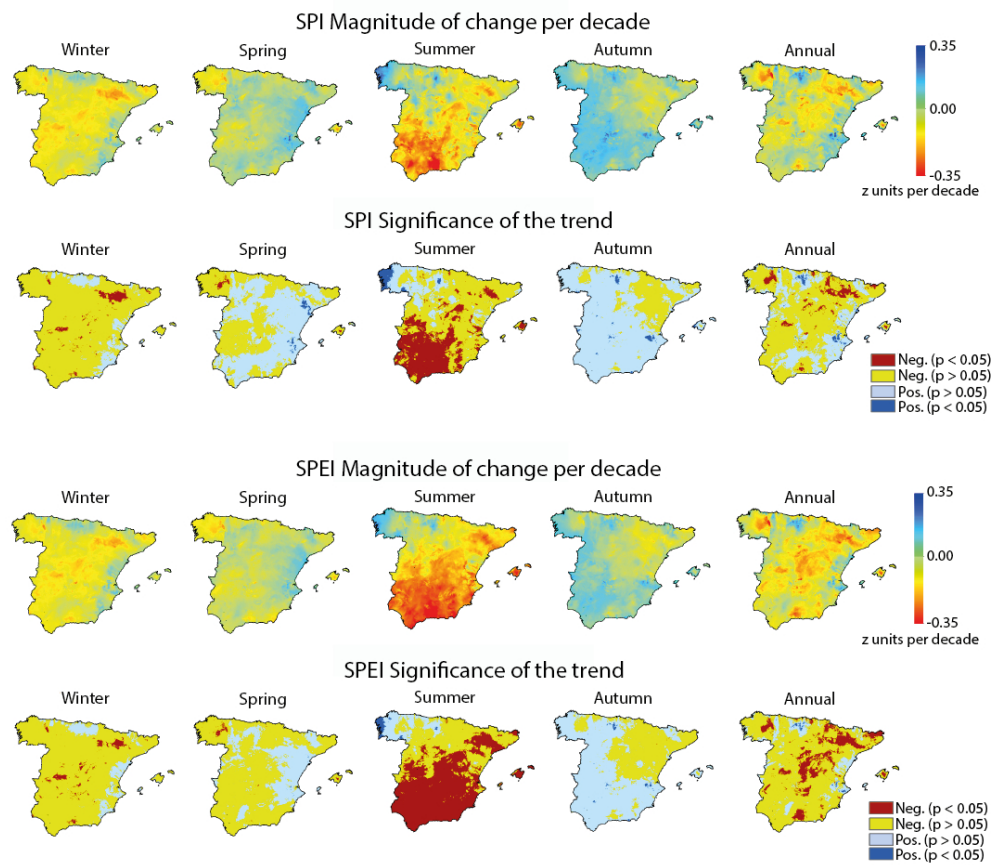 SPI Magnitude of change per decade
Winter Spring Summer Autumn Annual
0.35
0.00
-0.35
z units per decade
SPI Significance of the trend
Winter Spring Summer Autumn Annual
Neg. (p < 0.05)
Neg. (p > 0.05)
Pos. (p > 0.05)
Pos. (p < 0.05)
SPEI Magnitude of change per decade
Winter Spring Summer Autumn Annual
0.35
0.00
-0.35
z units per decade
SPEI Significance of the trend
Winter Spring Summer Autumn Annual
Neg. (p < 0.05)
Neg. (p > 0.05)
Pos. (p > 0.05)
Pos. (p < 0.05)